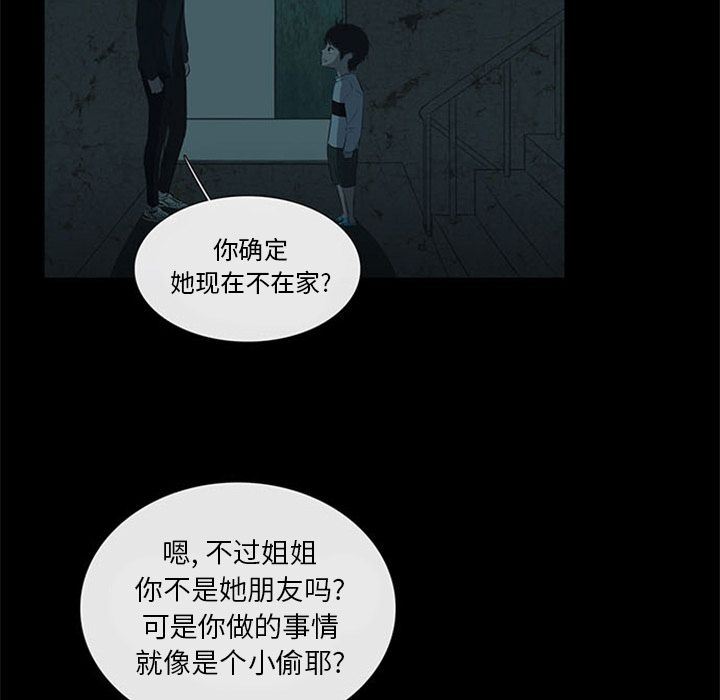 你确定
她现在不在家?
嗯, 不过姐姐
你不是她朋友吗?
可是你做的事情
就像是个小偷耶?